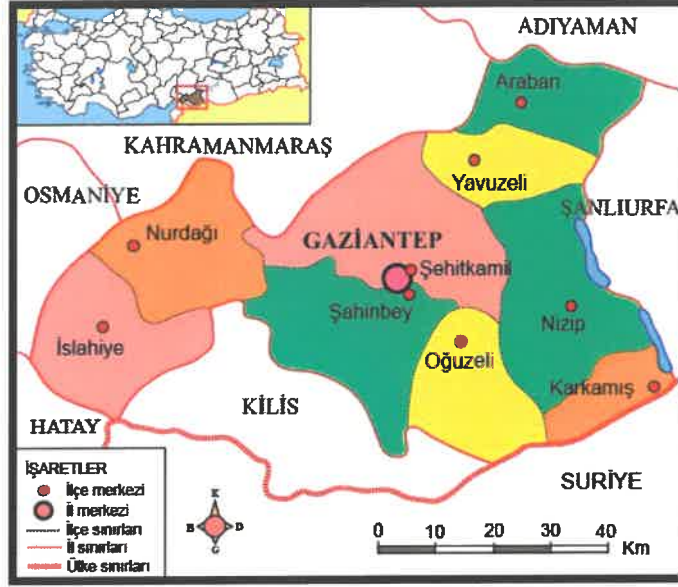 ADIYAMAN
Araban
KAHRAMANMARAŞ
Yavuzeli
OSMANİYE
ŞANLIURFA
Nurdağı
GAZİANTEP
Şehitkamil
Şahinbey
Nizip
İslahiye
Oğuzeli
Karkamış
KİLİS
HATAY
SURİYE
İŞARETLER
İlçe merkezi
İl merkezi
İlçe sınırları
İl sınırları
Ülke sınırları
K
B D
G
0 10 20 30 40
Km